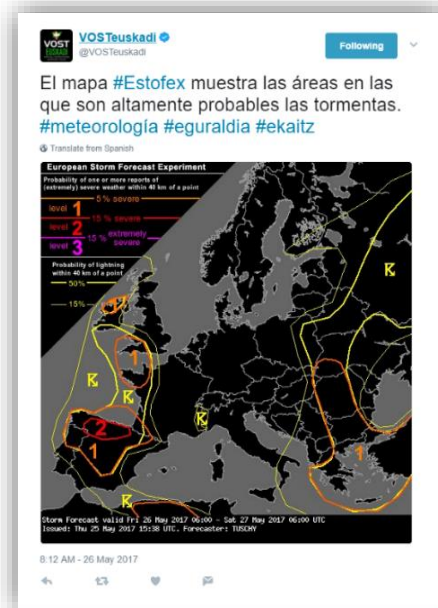 VOST
EUSKADI
VOSTeuskadi
@VOSTeuskadi
Following
El mapa #Estofex muestra las áreas en las
que son altamente probables las tormentas.
#meteorología #eguraldia #ekaitz
Translate from Spanish
European Storm Forecast Experiment
Probability of one or more reports of
(extremely) severe weather within 40 km of a point
5% severe
level 1
15 % severe
level 2
15 % extremely
severe
level 3
Probability of lightning
within 40 km of a point
50%
15%
1
1
2
1
1
Storm Forecast valid Fri 26 May 2017 06:00 - Sat 27 May 2017 06:00 UTC
Issued: Thu 25 May 2017 15:38 UTC. Forecaster: TUSCHY
8:12 AM - 26 May 2017